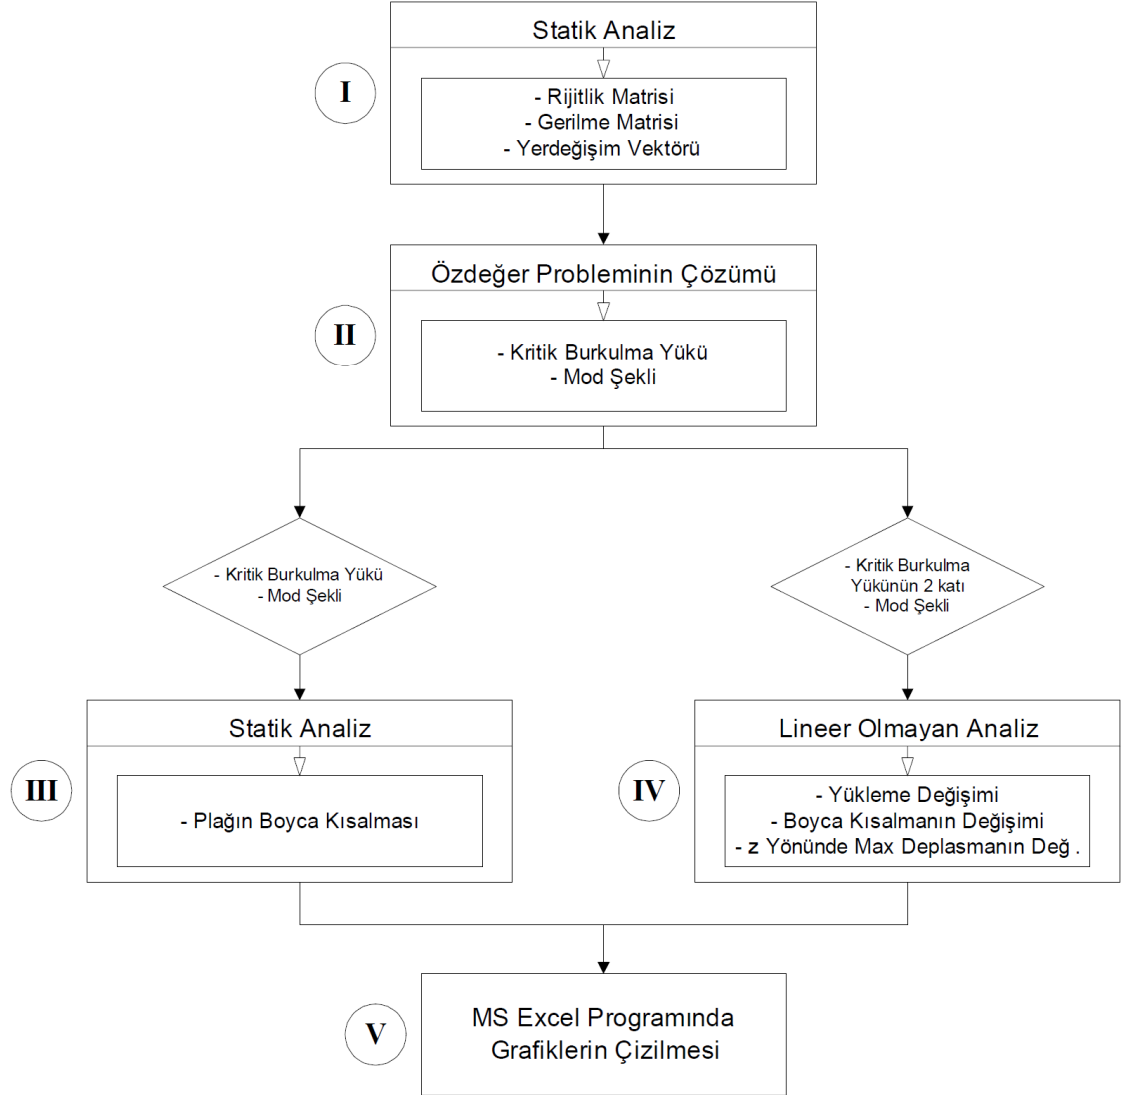 Statik Analiz
I
- Rijitlik Matrisi
- Gerilme Matrisi
- Yerdeğişim Vektörü
Özdeğer Probleminin Çözümü
II
- Kritik Burkulma Yükü
- Mod Şekli
- Kritik Burkulma Yükü
- Mod Şekli
- Kritik Burkulma
Yükünün 2 katı
- Mod Şekli
Statik Analiz
III
- Plağın Boyca Kısalması
Lineer Olmayan Analiz
IV
- Yükleme Değişimi
- Boyca Kısalmanın Değişimi
- z Yönünde Max Deplasmanın Değ .
V
MS Excel Programında
Grafiklerin Çizilmesi